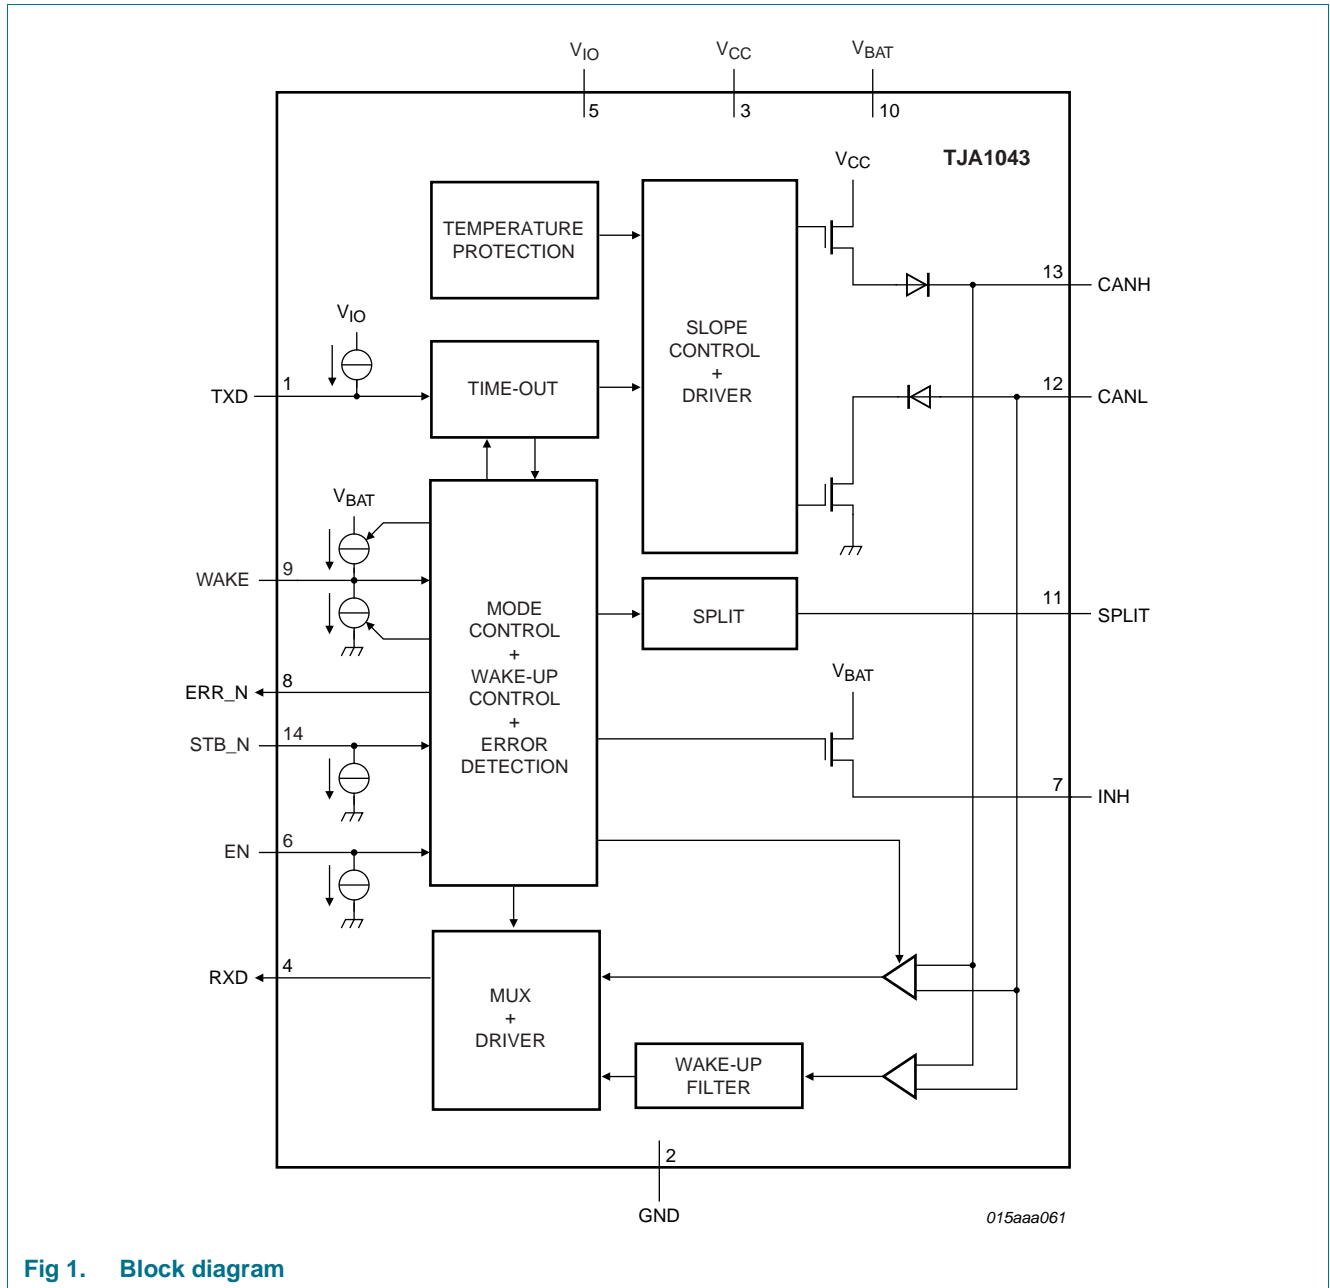 VIO
VCC
VBAT
5
3
10
TJA1043
VCC
TEMPERATURE
PROTECTION
13
CANH
VIO
SLOPE
CONTROL
+
DRIVER
TXD
1
TIME-OUT
12
CANL
VBAT
WAKE
9
MODE
CONTROL
+
WAKE-UP
CONTROL
+
ERROR
DETECTION
SPLIT
11
SPLIT
ERR_N
8
VBAT
STB_N
14
7
INH
EN
6
RXD
4
MUX
+
DRIVER
WAKE-UP
FILTER
2
GND
015aaa061
Fig 1. Block diagram